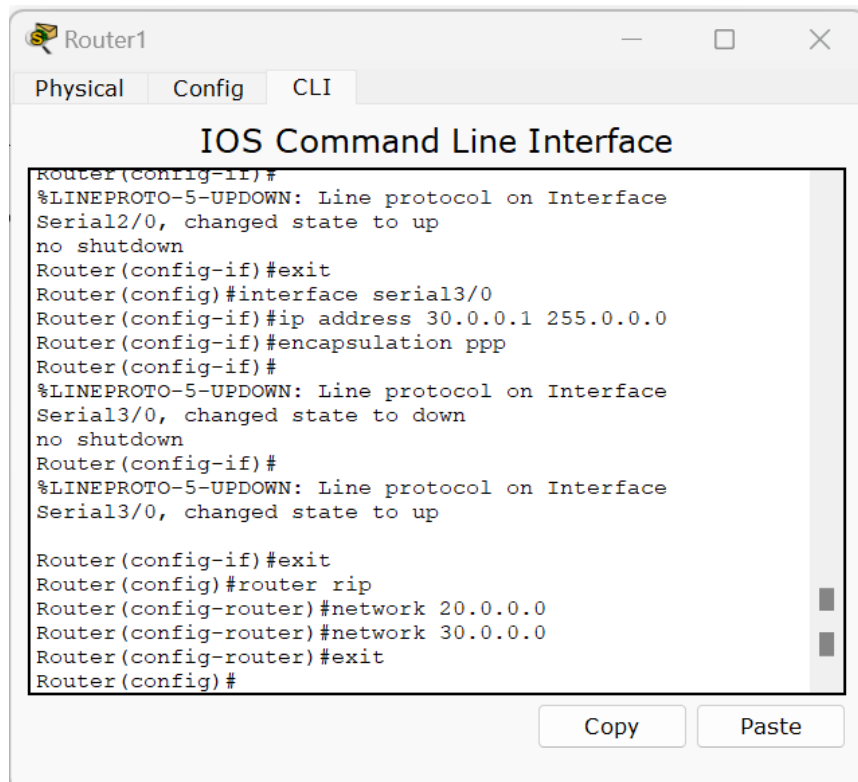 Router1
Physical Config CLI
IOS Command Line Interface
Router(config-if)#
%LINEPROTO-5-UPDOWN: Line protocol on Interface
Serial2/0, changed state to up
no shutdown
Router(config-if)#exit
Router(config)#interface serial3/0
Router(config-if)#ip address 30.0.0.1 255.0.0.0
Router(config-if)#encapsulation ppp
Router(config-if)#
%LINEPROTO-5-UPDOWN: Line protocol on Interface
Serial3/0, changed state to down
no shutdown
Router(config-if)#
%LINEPROTO-5-UPDOWN: Line protocol on Interface
Serial3/0, changed state to up
Router(config-if)#exit
Router(config)#router rip
Router(config-router)#network 20.0.0.0
Router(config-router)#network 30.0.0.0
Router(config-router)#exit
Router(config)#
Copy Paste